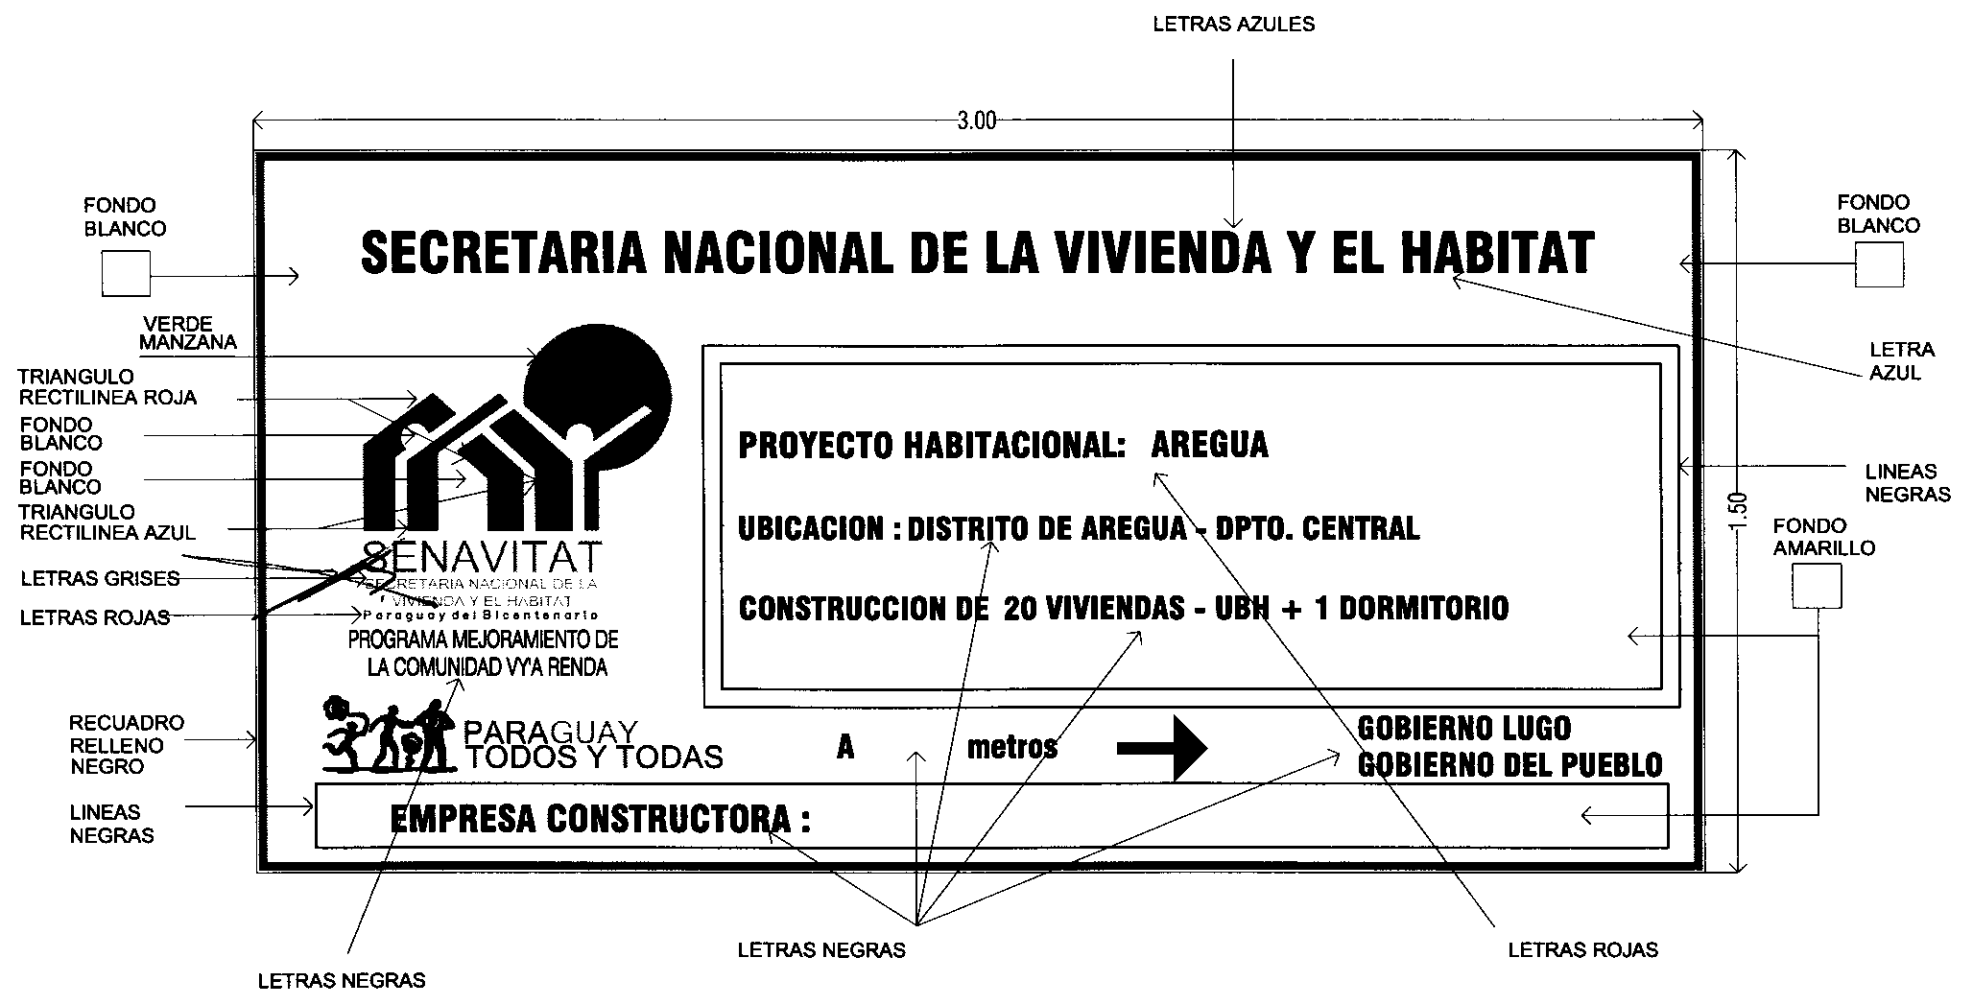 LETRAS AZULES
3.00
FONDO
BLANCO
FONDO
BLANCO
SECRETARIA NACIONAL DE LA VIVIENDA Y EL HABITAT
VERDE
MANZANA
LETRA
AZUL
TRIANGULO
RECTILINEA ROJA
FONDO
BLANCO
FONDO
BLANCO
TRIANGULO
RECTILINEA AZUL
LETRAS GRISES
LETRAS ROJAS
PROYECTO HABITACIONAL: AREGUA
UBICACION : DISTRITO DE AREGUA - DPTO. CENTRAL
CONSTRUCCION DE 20 VIVIENDAS - UBH + 1 DORMITORIO
LINEAS
NEGRAS
1.50
FONDO
AMARILLO
SENAVITAT
SECRETARIA NACIONAL DE LA
VIVIENDA Y EL HABITAT
Paraguay del Bicentenario
PROGRAMA MEJORAMIENTO DE
LA COMUNIDAD VY'A RENDA
RECUADRO
RELLENO
NEGRO
PARAGUAY
TODOS Y TODAS
A metros
GOBIERNO LUGO
GOBIERNO DEL PUEBLO
LINEAS
NEGRAS
EMPRESA CONSTRUCTORA :
LETRAS NEGRAS
LETRAS NEGRAS
LETRAS ROJAS